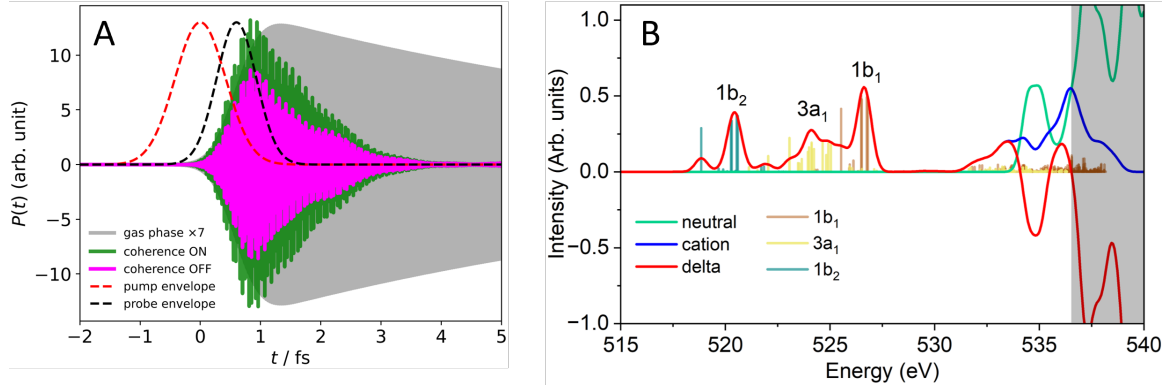 A
P(t) (arb. unit)
10
5
0
−5
−10
gas phase ×7
coherence ON
coherence OFF
pump envelope
probe envelope
−2 −1 0 1 2 3 4 5
t / fs
B
Intensity (Arb. units)
1.0
0.5
0.0
−0.5
−1.0
1b₂
3a₁
1b₁
neutral
cation
delta
1b₁
3a₁
1b₂
515 520 525 530 535 540
Energy (eV)